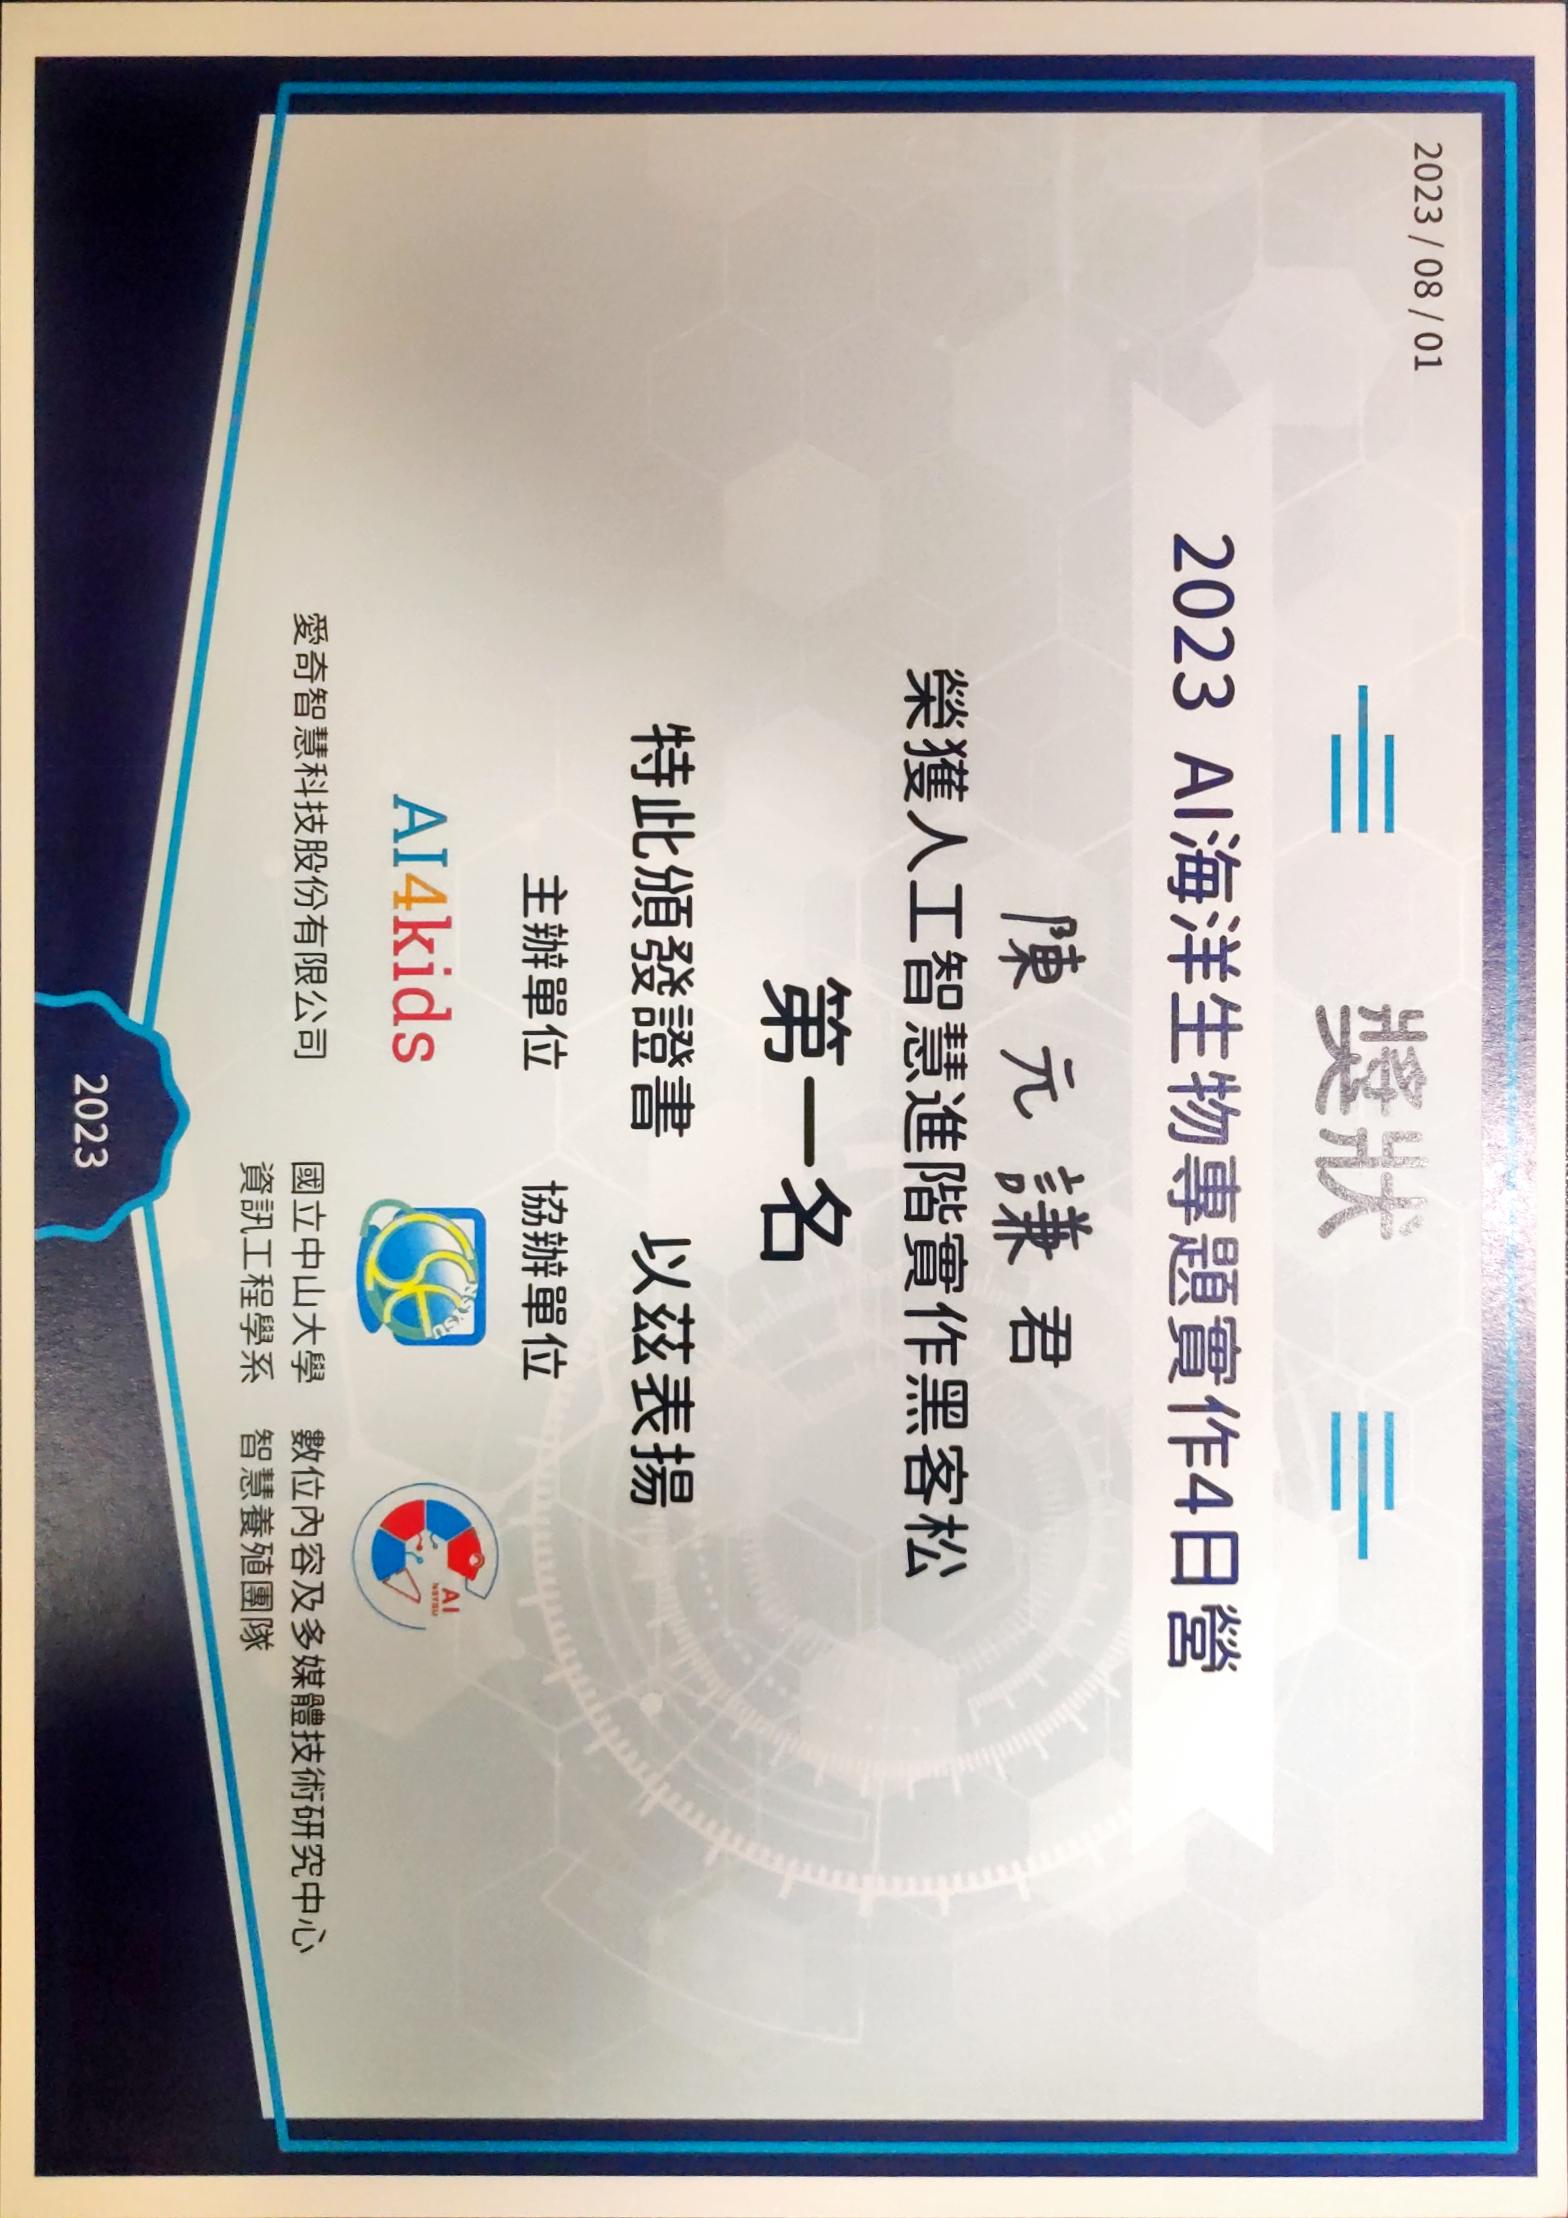 2023 / 08 / 01
獎狀
2023 AI海洋生物專題實作4日營
陳元謙 君
榮獲人工智慧進階實作黑客松
第一名
特此頒發證書 以茲表揚
主辦單位 協辦單位
AI4kids
NSYSU
CSE
AI
NSYSU
愛奇智慧科技股份有限公司
國立中山大學
資訊工程學系
數位內容及多媒體技術研究中心
智慧養殖團隊
2023